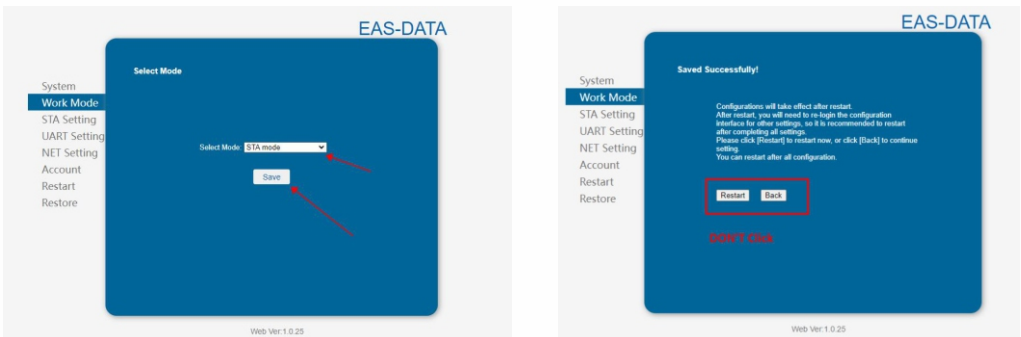 EAS-DATA
Select Mode
System
Work Mode
STA Setting
UART Setting
NET Setting
Account
Restart
Restore
Select Mode: STA mode
Save
Web Ver:1.0.25
EAS-DATA
Saved Successfully!
System
Work Mode
STA Setting
UART Setting
NET Setting
Account
Restart
Restore
Configurations will take effect after restart.
After restart, you will need to re-login the configuration
interface for other settings, so it is recommended to restart
after completing all settings.
Please click [Restart] to restart now, or click [Back] to continue
setting.
You can restart after all configuration.
Restart Back
DON'T Click
Web Ver:1.0.25